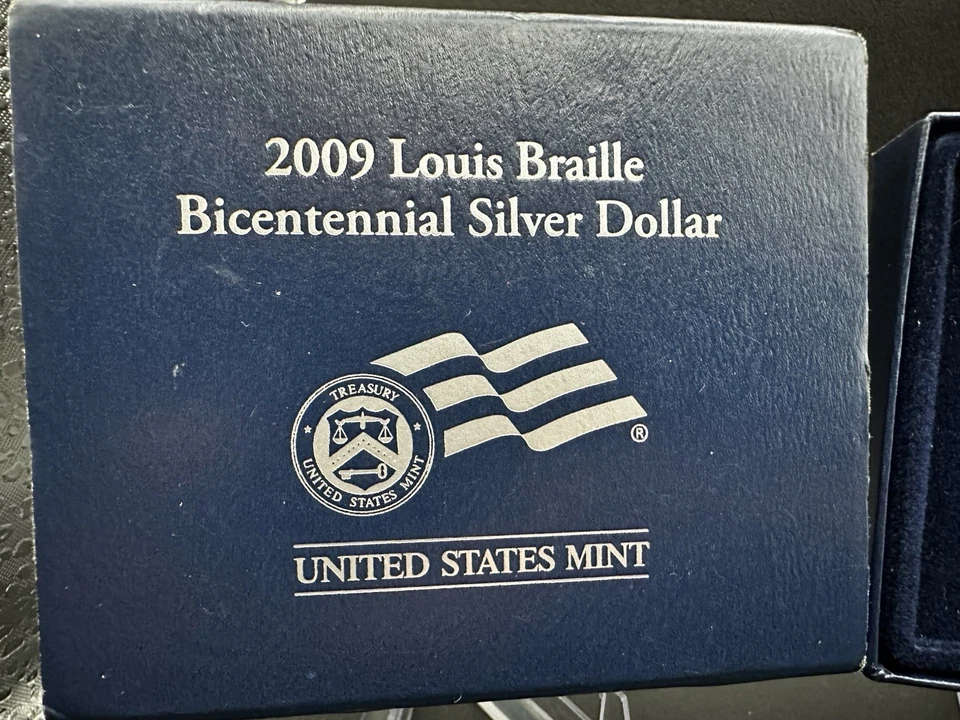 2009 Louis Braille
Bicentennial Silver Dollar
TREASURY
UNITED STATES MINT
®
UNITED STATES MINT